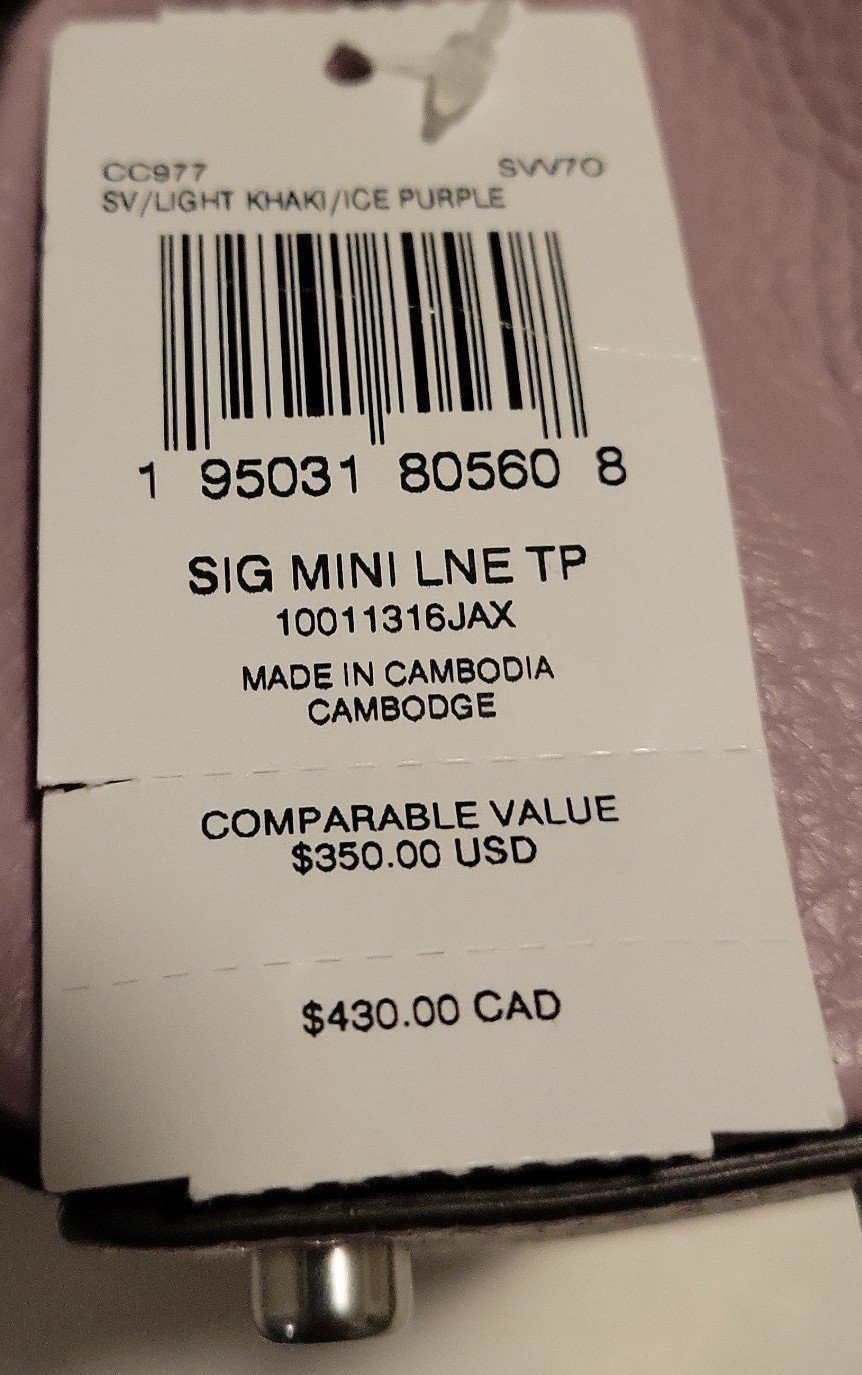 CC977 SVV7O
SV/LIGHT KHAKI/ICE PURPLE
1 95031 80560 8
SIG MINI LNE TP
10011316JAX
MADE IN CAMBODIA
CAMBODGE
COMPARABLE VALUE
$350.00 USD
$430.00 CAD